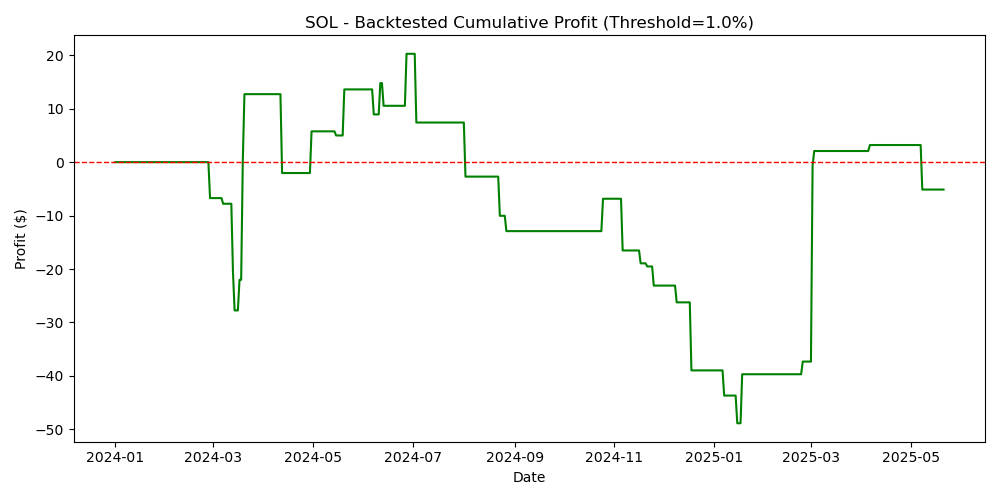 SOL - Backtested Cumulative Profit (Threshold=1.0%)
Profit ($)
20
10
0
−10
−20
−30
−40
−50
2024-01 2024-03 2024-05 2024-07 2024-09 2024-11 2025-01 2025-03 2025-05
Date